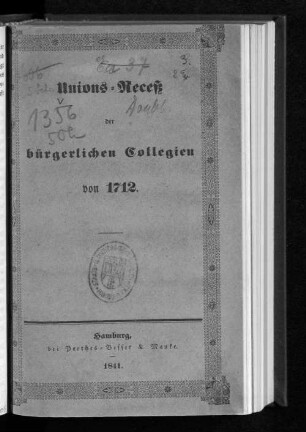 Unions-Receß
der
bürgerlichen Collegien
von 1712.
Hamburg,
bei Perthes-Besser & Mauke.
1841.